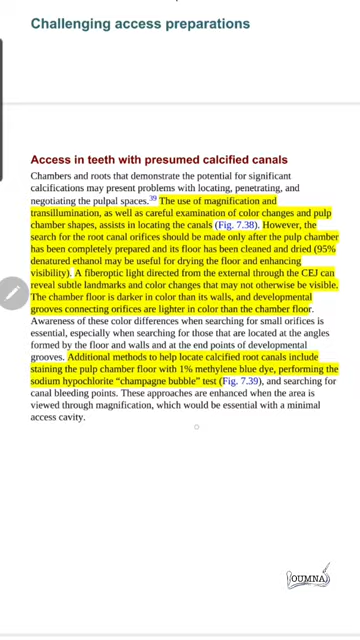 Challenging access preparations
Access in teeth with presumed calcified canals
Chambers and roots that demonstrate the potential for significant
calcifications may present problems with locating, penetrating, and
negotiating the pulpal spaces.39 The use of magnification and
transillumination, as well as careful examination of color changes and pulp
chamber shapes, assists in locating the canals (Fig. 7.38). However, the
search for the root canal orifices should be made only after the pulp chamber
has been completely prepared and its floor has been cleaned and dried (95%
denatured ethanol may be useful for drying the floor and enhancing
visibility). A fiberoptic light directed from the external through the CEJ can
reveal subtle landmarks and color changes that may not otherwise be visible.
The chamber floor is darker in color than its walls, and developmental
grooves connecting orifices are lighter in color than the chamber floor.
Awareness of these color differences when searching for small orifices is
essential, especially when searching for those that are located at the angles
formed by the floor and walls and at the end points of developmental
grooves. Additional methods to help locate calcified root canals include
staining the pulp chamber floor with 1% methylene blue dye, performing the
sodium hypochlorite “champagne bubble” test (Fig. 7.39), and searching for
canal bleeding points. These approaches are enhanced when the area is
viewed through magnification, which would be essential with a minimal
access cavity.
OUMNA